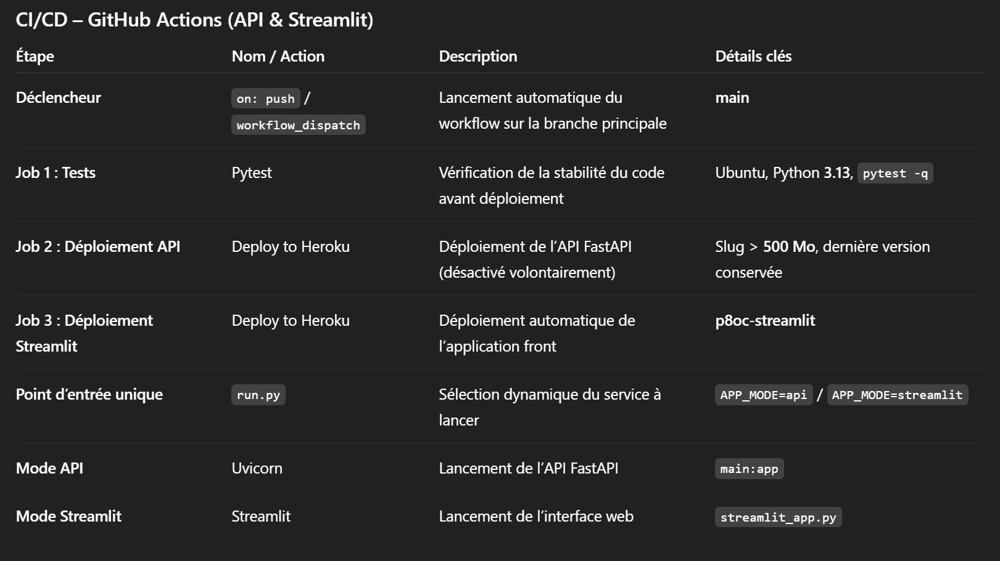 CI/CD – GitHub Actions (API & Streamlit)
Étape Nom / Action Description Détails clés
Déclencheur on: push / Lancement automatique du main
workflow_dispatch workflow sur la branche principale
Job 1 : Tests Pytest Vérification de la stabilité du code Ubuntu, Python 3.13, pytest -q
avant déploiement
Job 2 : Déploiement API Deploy to Heroku Déploiement de l’API FastAPI Slug > 500 Mo, dernière version
(désactivé volontairement) conservée
Job 3 : Déploiement Deploy to Heroku Déploiement automatique de p8oc-streamlit
Streamlit l’application front
Point d’entrée unique run.py Sélection dynamique du service à APP_MODE=api / APP_MODE=streamlit
lancer
Mode API Uvicorn Lancement de l’API FastAPI main:app
Mode Streamlit Streamlit Lancement de l’interface web streamlit_app.py